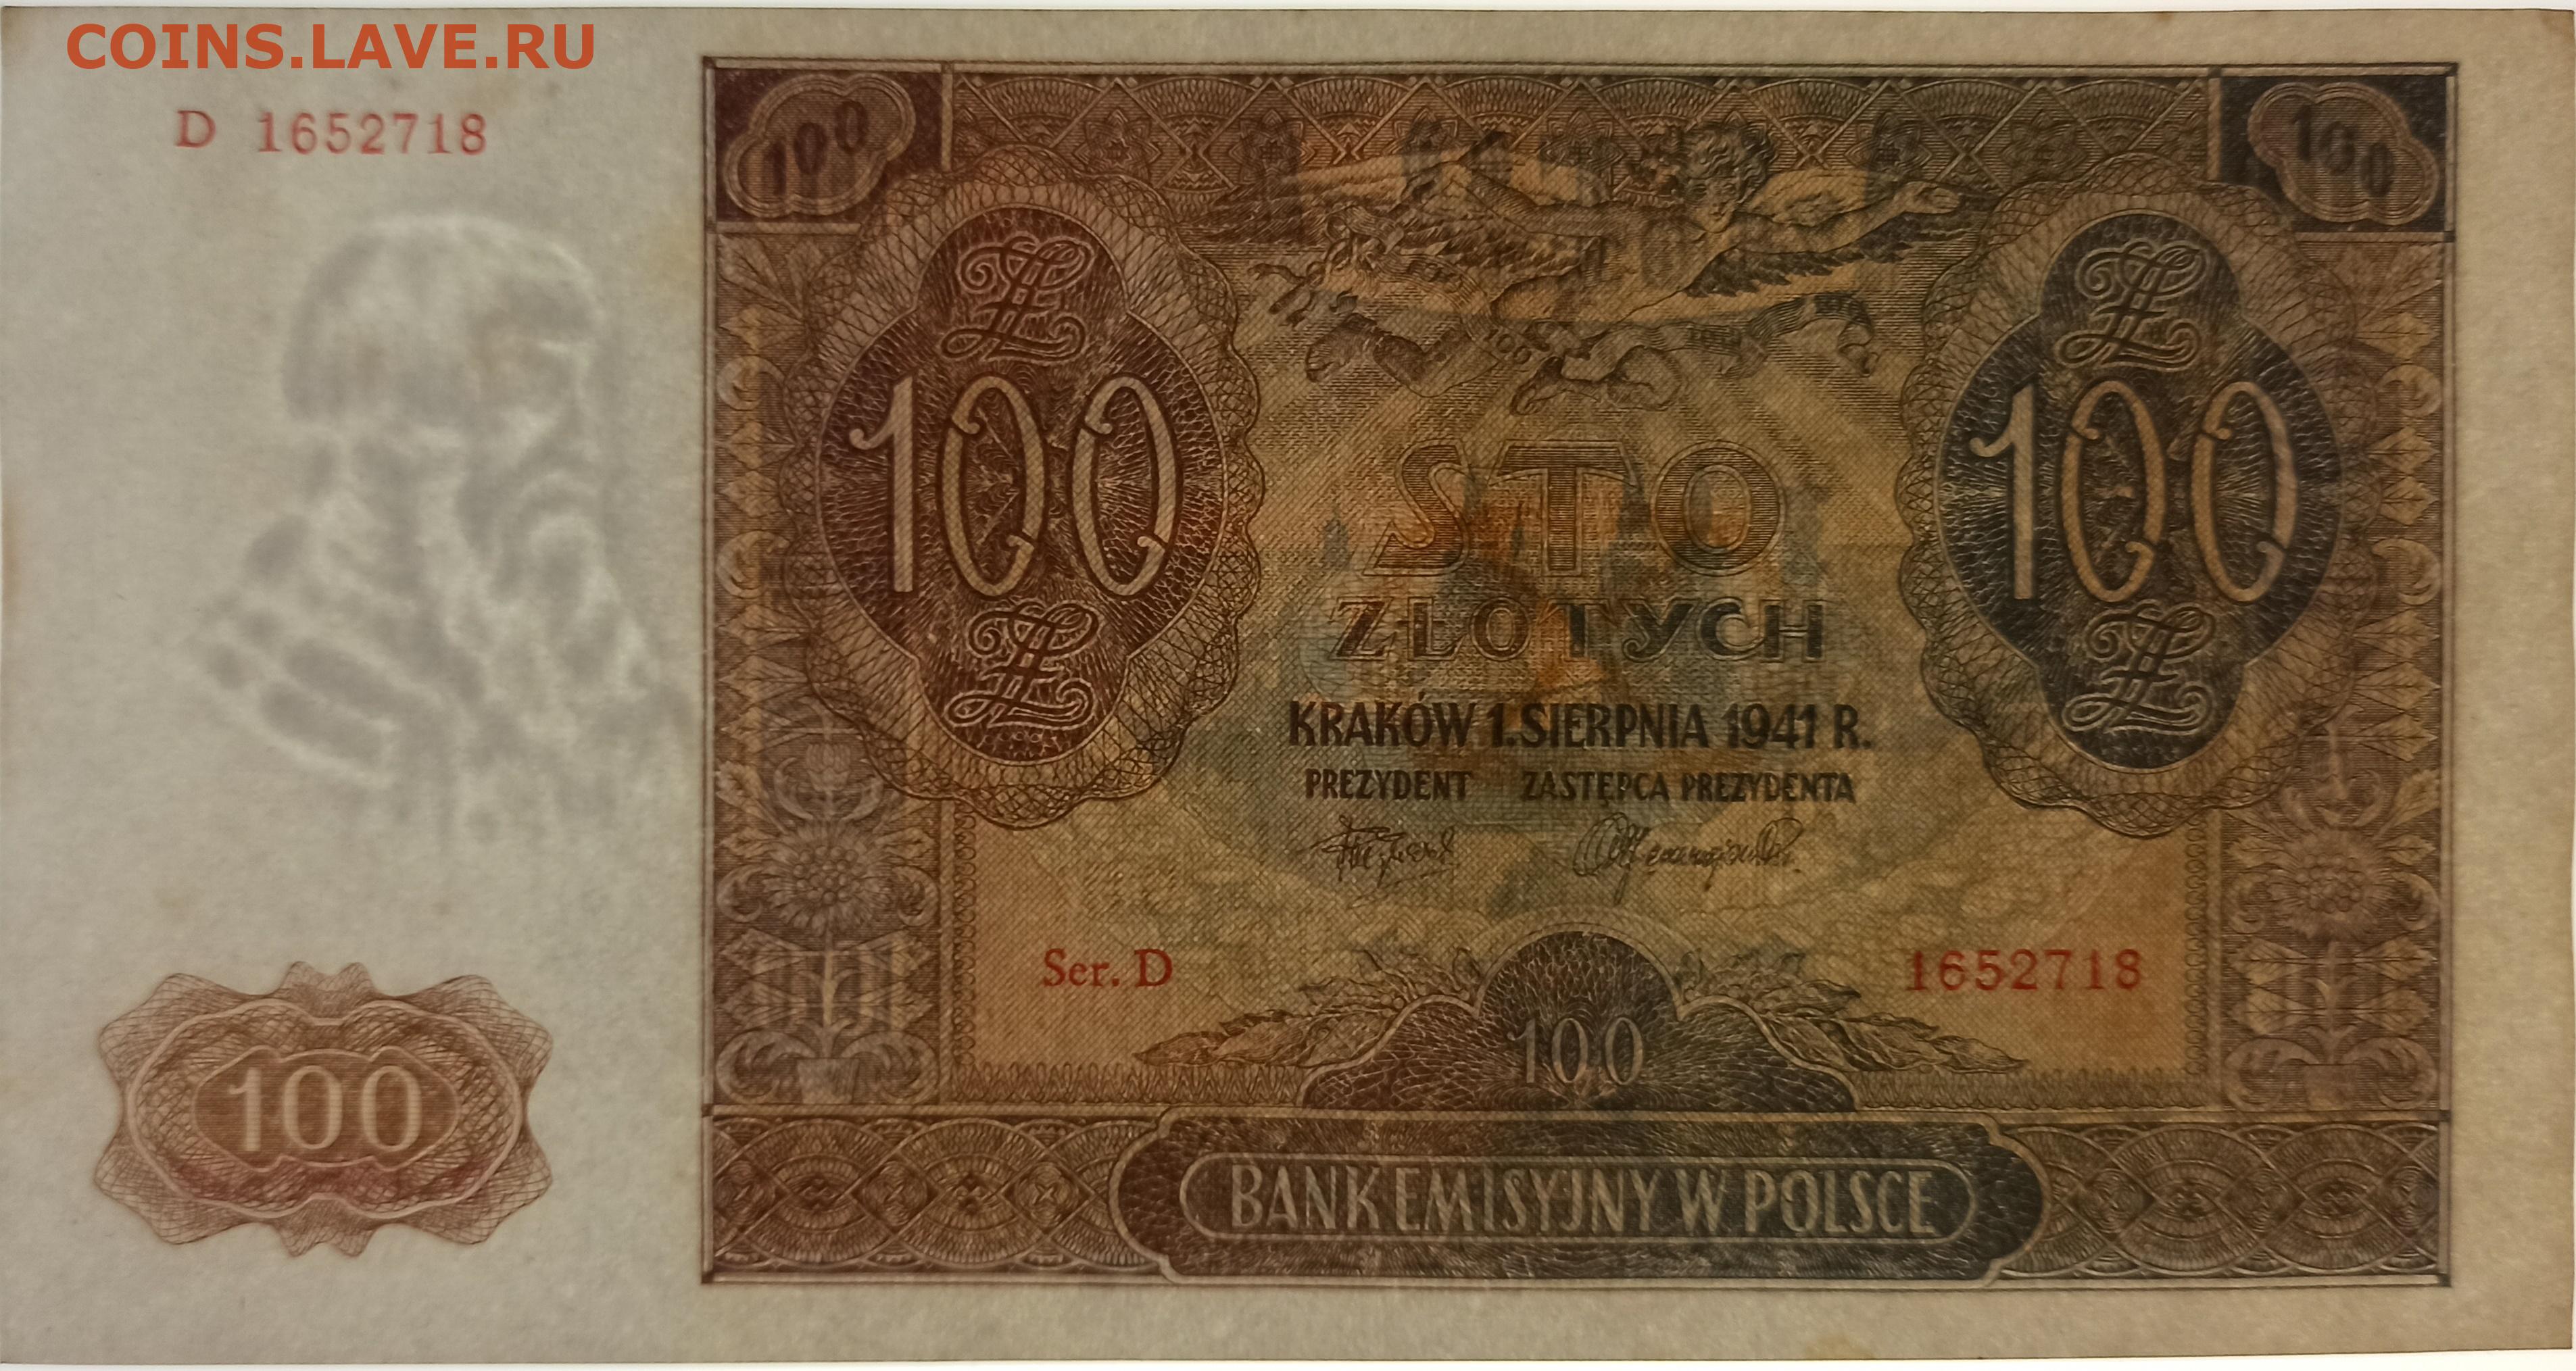 COINS.LAVE.RU
D 1652718
100
100
100
100
STO
ZŁOTYCH
KRAKÓW 1. SIERPNIA 1941 R.
PREZYDENT ZASTĘPCA PREZYDENTA
Ser. D 1652718
100
100
BANK EMISYJNY W POLSCE